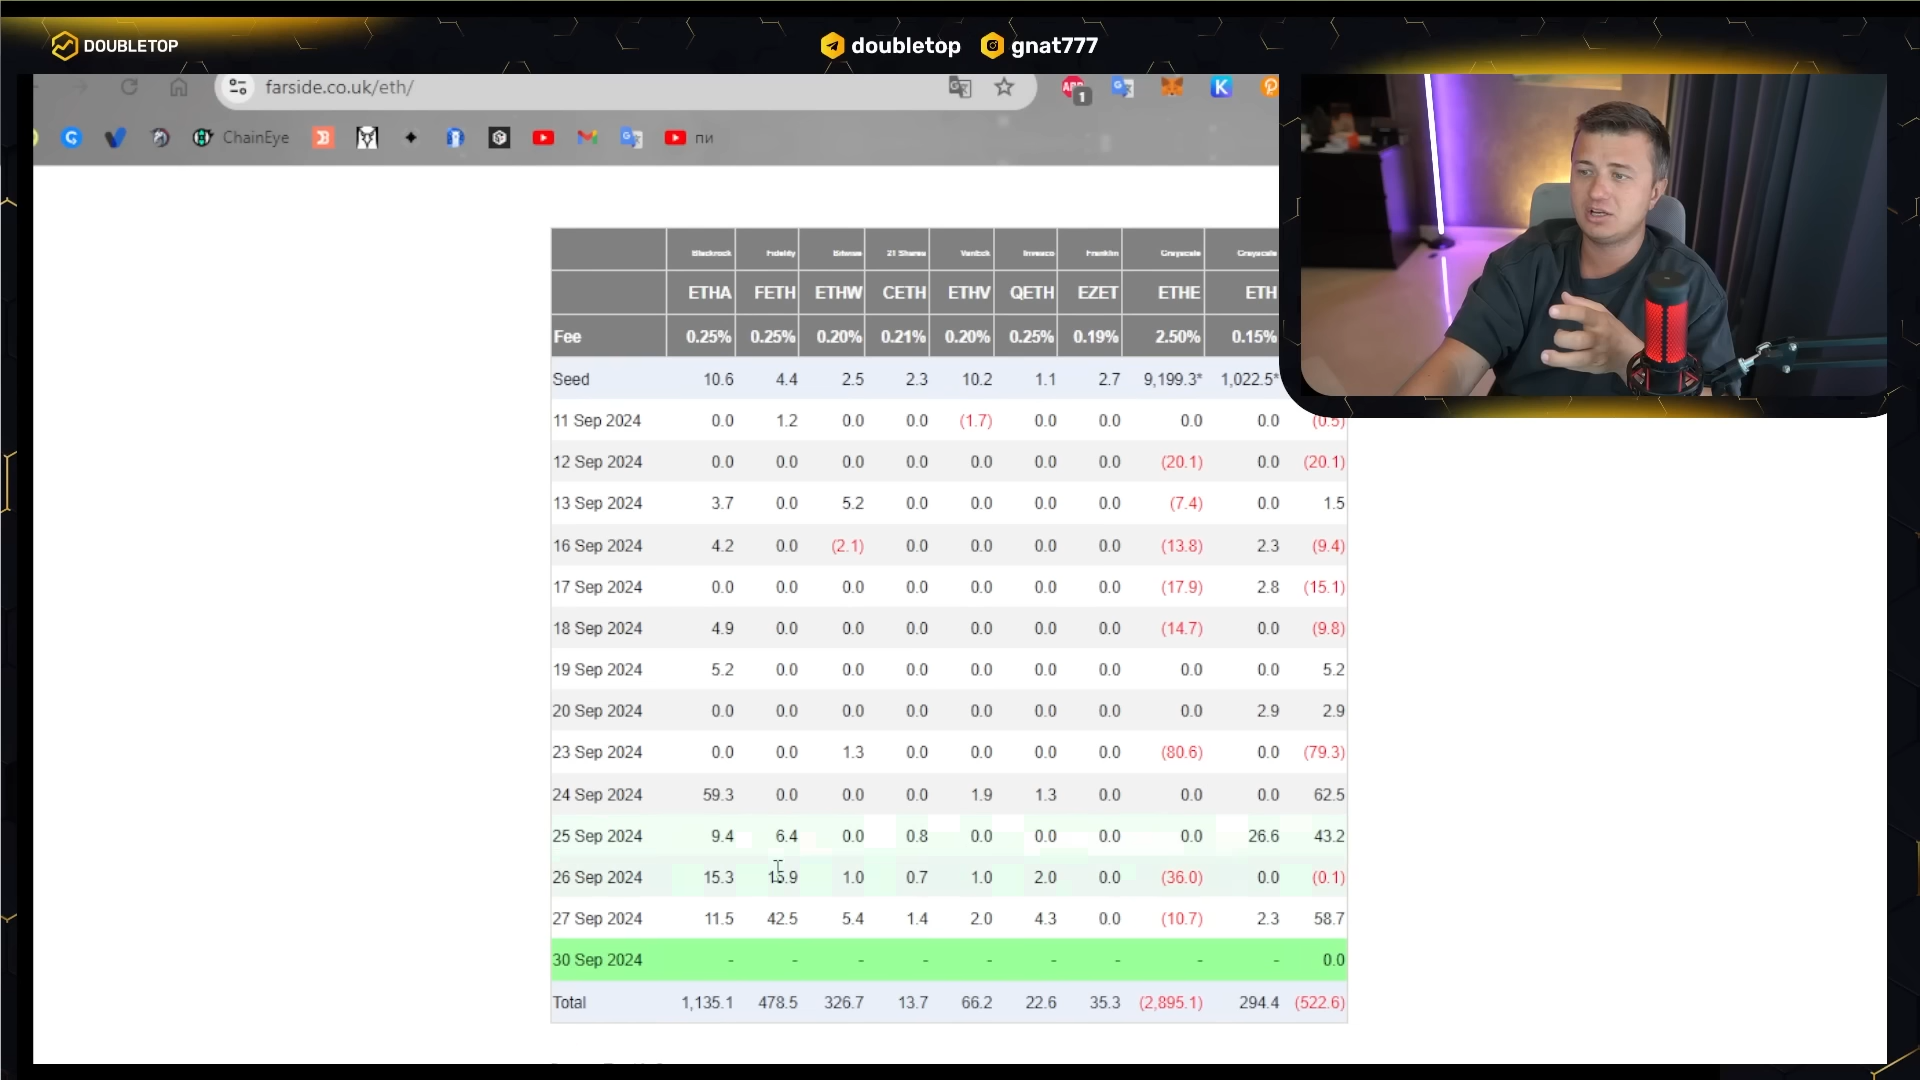 DOUBLETOP
doubletop
gnat777
farside.co.uk/eth/
ABP
1
K
ChainEye
пи
Blackrock Fidelity Bitwise 21 Shares VanEck Invesco Franklin Grayscale Grayscale
ETHA FETH ETHW CETH ETHV QETH EZET ETHE ETH
Fee 0.25% 0.25% 0.20% 0.21% 0.20% 0.25% 0.19% 2.50% 0.15%
Seed 10.6 4.4 2.5 2.3 10.2 1.1 2.7 9,199.3* 1,022.5*
11 Sep 2024 0.0 1.2 0.0 0.0 (1.7) 0.0 0.0 0.0 0.0 (0.5)
12 Sep 2024 0.0 0.0 0.0 0.0 0.0 0.0 0.0 (20.1) 0.0 (20.1)
13 Sep 2024 3.7 0.0 5.2 0.0 0.0 0.0 0.0 (7.4) 0.0 1.5
16 Sep 2024 4.2 0.0 (2.1) 0.0 0.0 0.0 0.0 (13.8) 2.3 (9.4)
17 Sep 2024 0.0 0.0 0.0 0.0 0.0 0.0 0.0 (17.9) 2.8 (15.1)
18 Sep 2024 4.9 0.0 0.0 0.0 0.0 0.0 0.0 (14.7) 0.0 (9.8)
19 Sep 2024 5.2 0.0 0.0 0.0 0.0 0.0 0.0 0.0 0.0 5.2
20 Sep 2024 0.0 0.0 0.0 0.0 0.0 0.0 0.0 0.0 2.9 2.9
23 Sep 2024 0.0 0.0 1.3 0.0 0.0 0.0 0.0 (80.6) 0.0 (79.3)
24 Sep 2024 59.3 0.0 0.0 0.0 1.9 1.3 0.0 0.0 0.0 62.5
25 Sep 2024 9.4 6.4 0.0 0.8 0.0 0.0 0.0 0.0 26.6 43.2
26 Sep 2024 15.3 15.9 1.0 0.7 1.0 2.0 0.0 (36.0) 0.0 (0.1)
27 Sep 2024 11.5 42.5 5.4 1.4 2.0 4.3 0.0 (10.7) 2.3 58.7
30 Sep 2024 - - - - - - - - - 0.0
Total 1,135.1 478.5 326.7 13.7 66.2 22.6 35.3 (2,895.1) 294.4 (522.6)